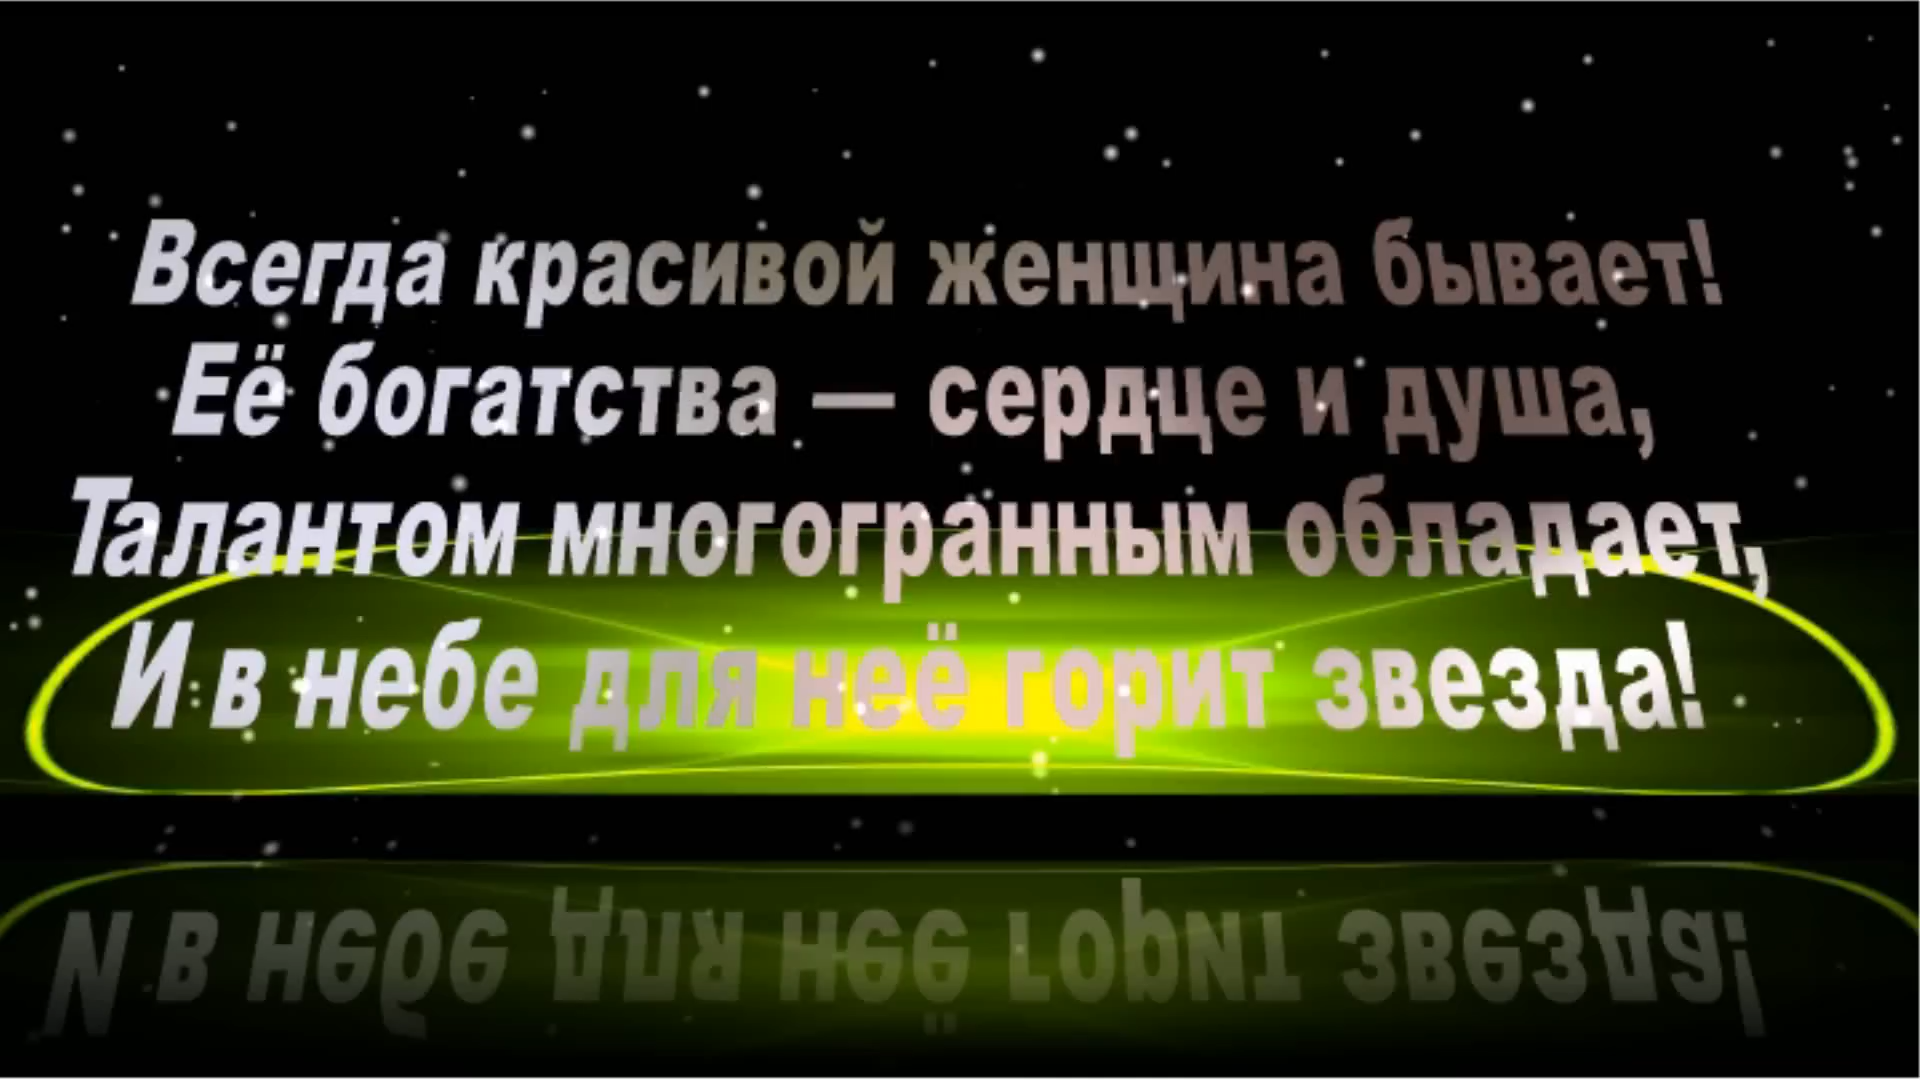 Всегда красивой женщина бывает!
Её богатства — сердце и душа,
Талантом многогранным обладает,
И в небе для неё горит звезда!